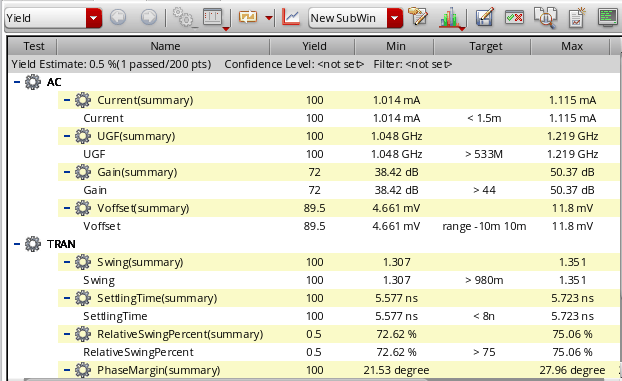 Yield New SubWin
Test Name Yield Min Target Max
Yield Estimate: 0.5 %(1 passed/200 pts) Confidence Level: <not set> Filter: <not set>
AC
Current(summary) 100 1.014 mA 1.115 mA
Current 100 1.014 mA < 1.5m 1.115 mA
UGF(summary) 100 1.048 GHz 1.219 GHz
UGF 100 1.048 GHz > 533M 1.219 GHz
Gain(summary) 72 38.42 dB 50.37 dB
Gain 72 38.42 dB > 44 50.37 dB
Voffset(summary) 89.5 4.661 mV 11.8 mV
Voffset 89.5 4.661 mV range -10m 10m 11.8 mV
TRAN
Swing(summary) 100 1.307 1.351
Swing 100 1.307 > 980m 1.351
SettlingTime(summary) 100 5.577 ns 5.723 ns
SettlingTime 100 5.577 ns < 8n 5.723 ns
RelativeSwingPercent(summary) 0.5 72.62 % 75.06 %
RelativeSwingPercent 0.5 72.62 % > 75 75.06 %
PhaseMargin(summary) 100 21.53 degree 27.96 degree